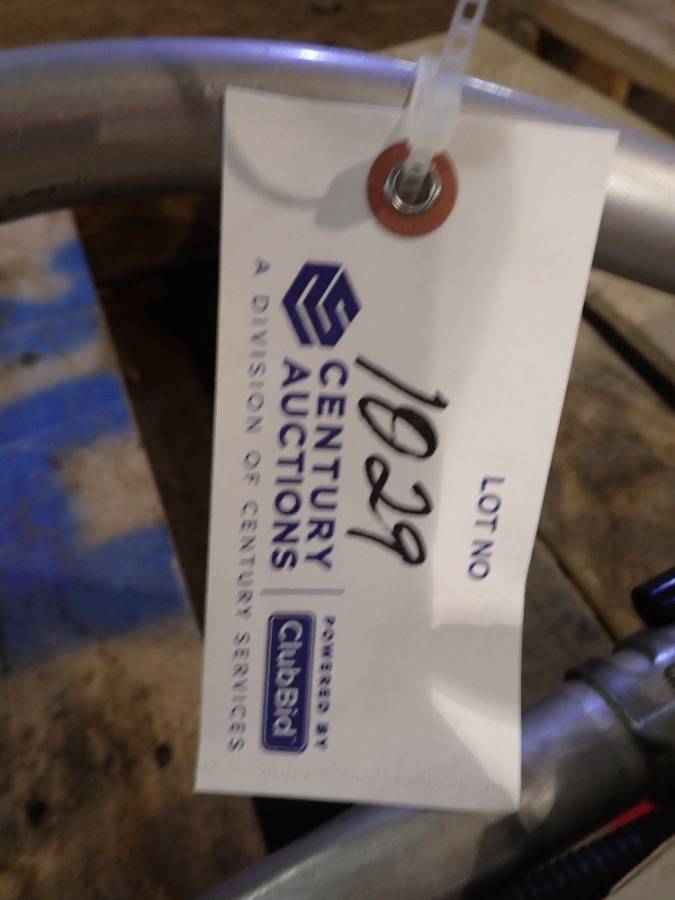 LOT NO
1029
CENTURY
AUCTIONS
POWERED BY
ClubBid
A DIVISION OF CENTURY SERVICES